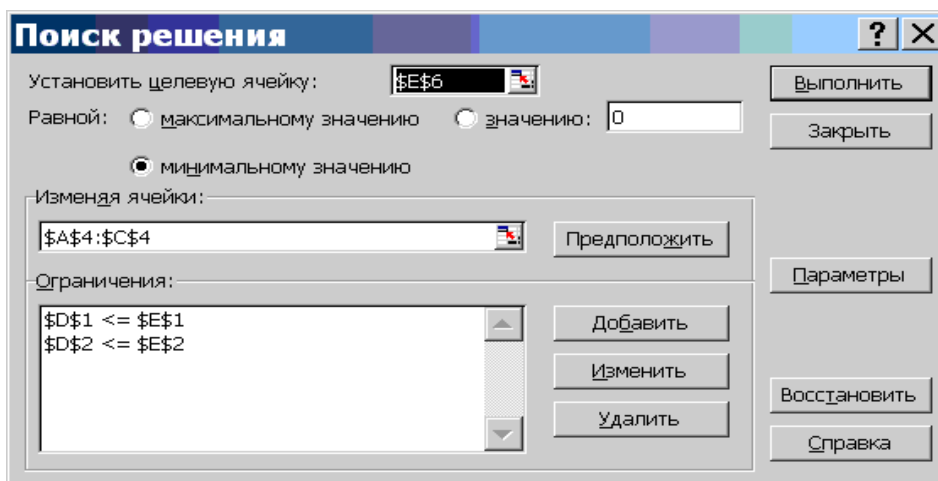 Поиск решения
? X
Установить целевую ячейку: $E$6
Выполнить
Равной: максимальному значению значению: 0
Закрыть
минимальному значению
Изменяя ячейки:
$A$4:$C$4
Предположить
Ограничения:
Параметры
$D$1 <= $E$1
$D$2 <= $E$2
Добавить
Изменить
Удалить
Восстановить
Справка